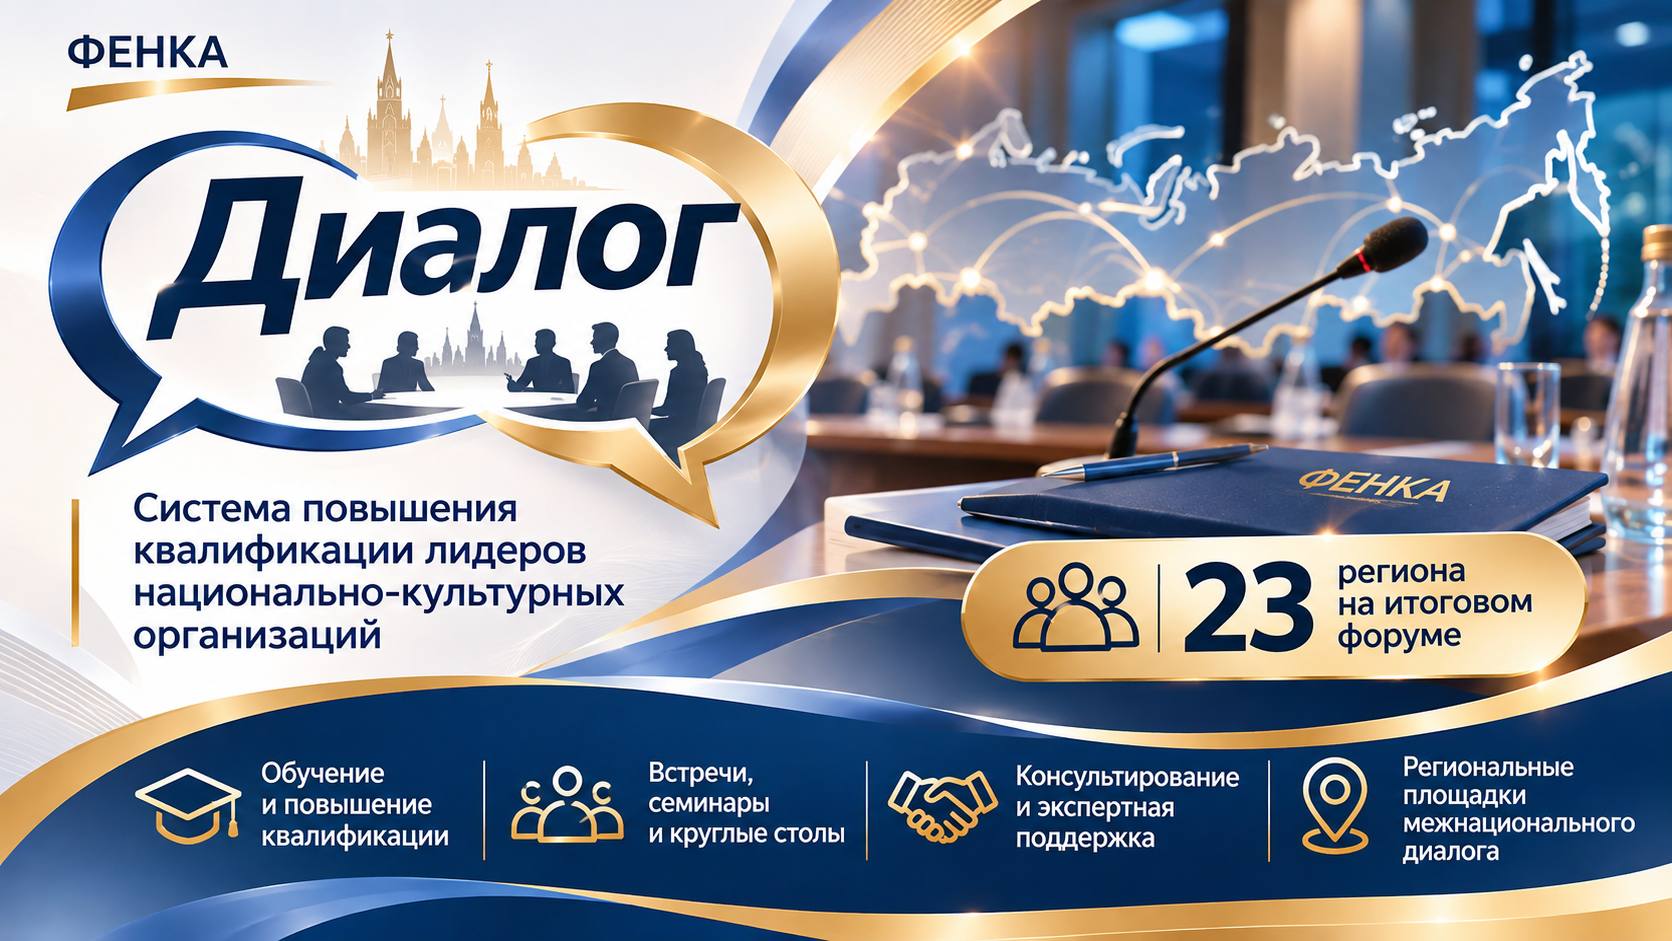 ФЕНКА
Диалог
Система повышения
квалификации лидеров
национально-культурных
организаций
ФЕНКА
23
региона
на итоговом
форуме
Обучение
и повышение
квалификации
Встречи,
семинары
и круглые столы
Консультирование
и экспертная
поддержка
Региональные
площадки
межнационального
диалога